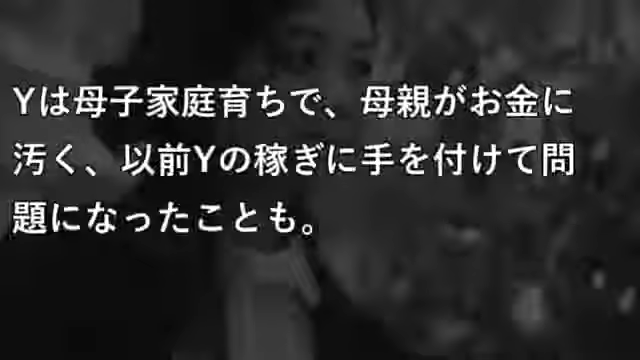 Yは母子家庭育ちで、母親がお金に
汚く、以前Yの稼ぎに手を付けて問
題になったことも。